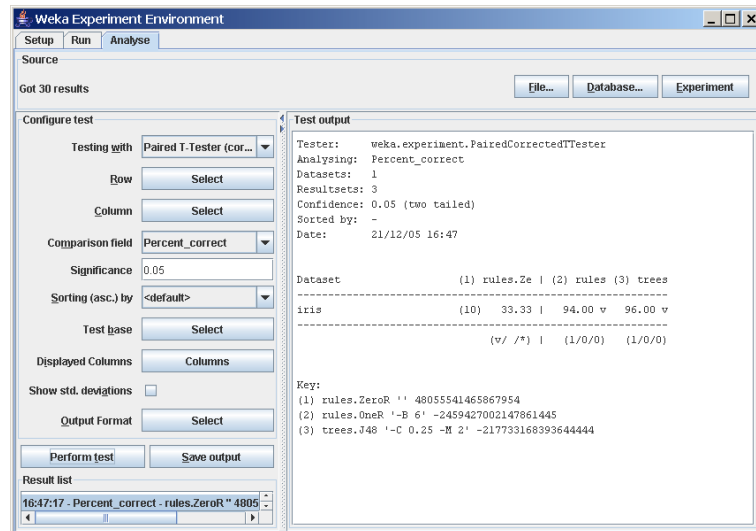 Weka Experiment Environment
Setup Run Analyse
Source
Got 30 results
File... Database... Experiment
Configure test
Testing with Paired T-Tester (cor...
Row Select
Column Select
Comparison field Percent_correct
Significance 0.05
Sorting (asc.) by <default>
Test base Select
Displayed Columns Columns
Show std. deviations
Output Format Select
Perform test Save output
Result list
16:47:17 - Percent_correct - rules.ZeroR '' 4805
Test output
Tester: weka.experiment.PairedCorrectedTTester
Analysing: Percent_correct
Datasets: 1
Resultsets: 3
Confidence: 0.05 (two tailed)
Sorted by: -
Date: 21/12/05 16:47
Dataset (1) rules.Ze | (2) rules (3) trees
--------------------------------------------------------------
iris (10) 33.33 | 94.00 v 96.00 v
--------------------------------------------------------------
(v/ /*) | (1/0/0) (1/0/0)
Key:
(1) rules.ZeroR '' 48055541465867954
(2) rules.OneR '-B 6' -2459427002147861445
(3) trees.J48 '-C 0.25 -M 2' -217733168393644444